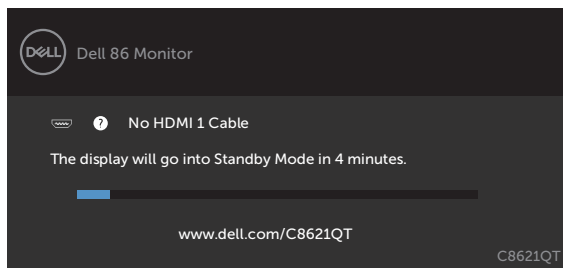 DELL
Dell 86 Monitor
? No HDMI 1 Cable
The display will go into Standby Mode in 4 minutes.
www.dell.com/C8621QT
C8621QT